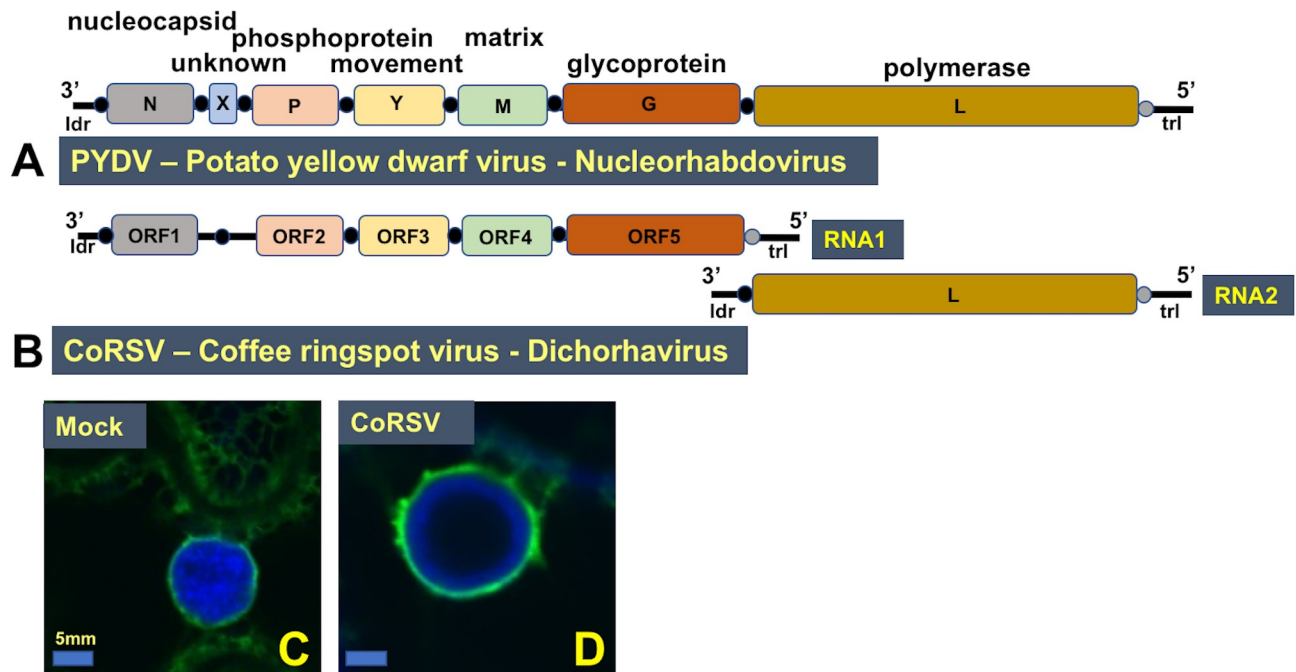 nucleocapsid
unknown
phosphoprotein
movement
matrix
glycoprotein
polymerase
3’ ldr N X P Y M G L 5’ trl
A PYDV – Potato yellow dwarf virus - Nucleorhabdovirus
3’ ldr ORF1 ORF2 ORF3 ORF4 ORF5 5’ trl RNA1
3’ ldr L 5’ trl RNA2
B CoRSV – Coffee ringspot virus - Dichorhavirus
Mock
CoRSV
5mm
C
D